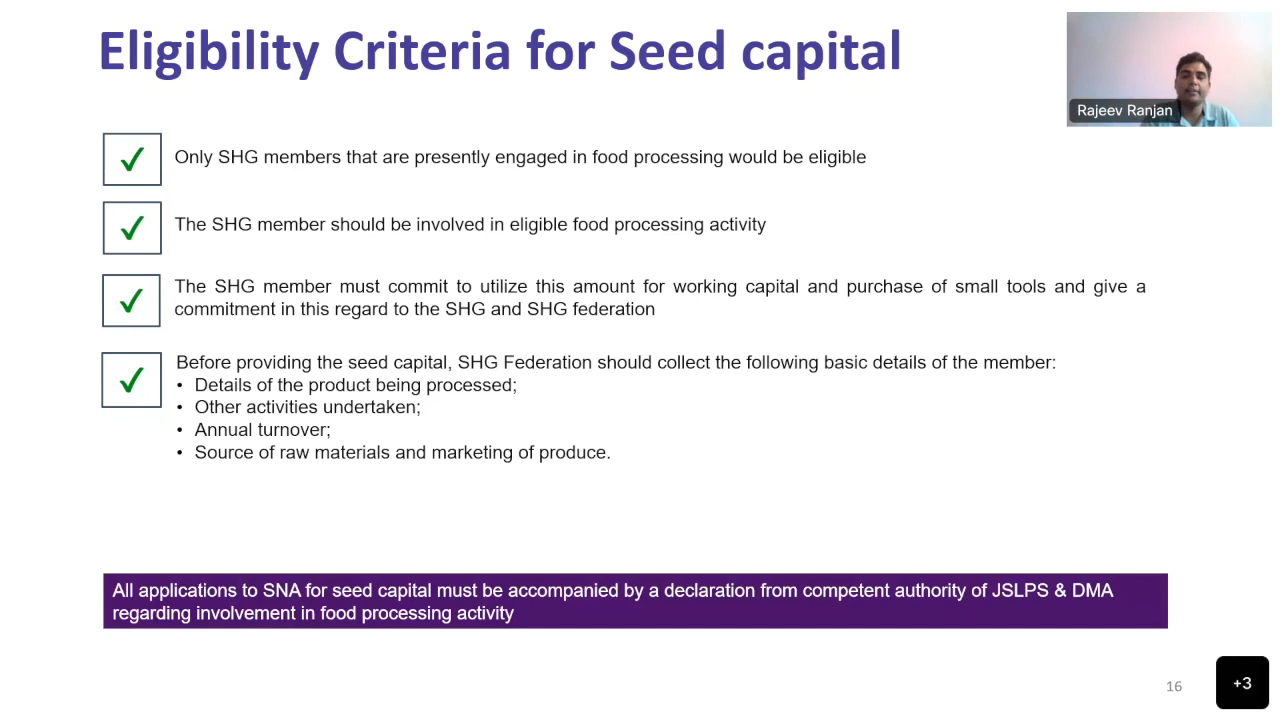 Eligibility Criteria for Seed capital
Rajeev Ranjan
Only SHG members that are presently engaged in food processing would be eligible
The SHG member should be involved in eligible food processing activity
The SHG member must commit to utilize this amount for working capital and purchase of small tools and give a
commitment in this regard to the SHG and SHG federation
Before providing the seed capital, SHG Federation should collect the following basic details of the member:
• Details of the product being processed;
• Other activities undertaken;
• Annual turnover;
• Source of raw materials and marketing of produce.
All applications to SNA for seed capital must be accompanied by a declaration from competent authority of JSLPS & DMA
regarding involvement in food processing activity
16
+3